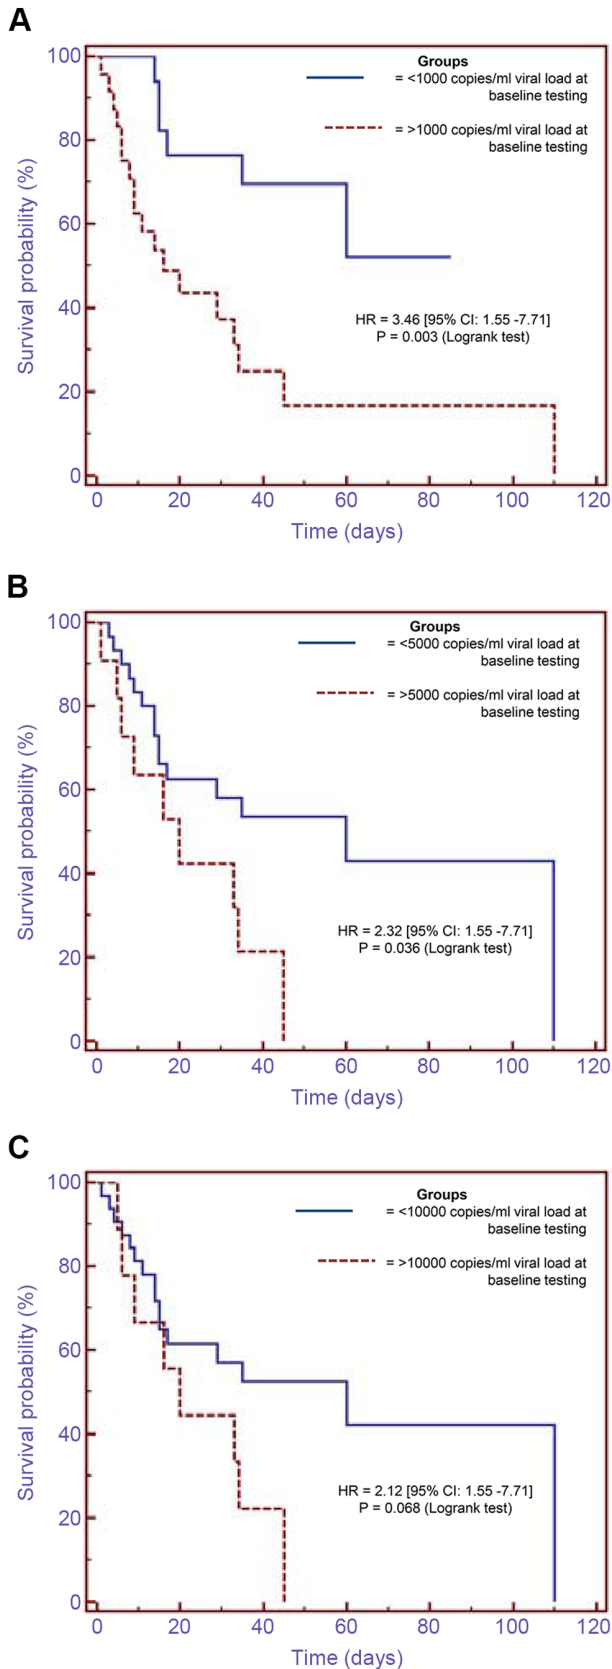 A
Groups
= <1000 copies/ml viral load at
baseline testing
= >1000 copies/ml viral load at
baseline testing
HR = 3.46 [95% CI: 1.55 -7.71]
P = 0.003 (Logrank test)
Survival probability (%)
100
80
60
40
20
0
0 20 40 60 80 100 120
Time (days)
B
Groups
= <5000 copies/ml viral load at
baseline testing
= >5000 copies/ml viral load at
baseline testing
HR = 2.32 [95% CI: 1.55 -7.71]
P = 0.036 (Logrank test)
Survival probability (%)
100
80
60
40
20
0
0 20 40 60 80 100 120
Time (days)
C
Groups
= <10000 copies/ml viral load at
baseline testing
= >10000 copies/ml viral load at
baseline testing
HR = 2.12 [95% CI: 1.55 -7.71]
P = 0.068 (Logrank test)
Survival probability (%)
100
80
60
40
20
0
0 20 40 60 80 100 120
Time (days)